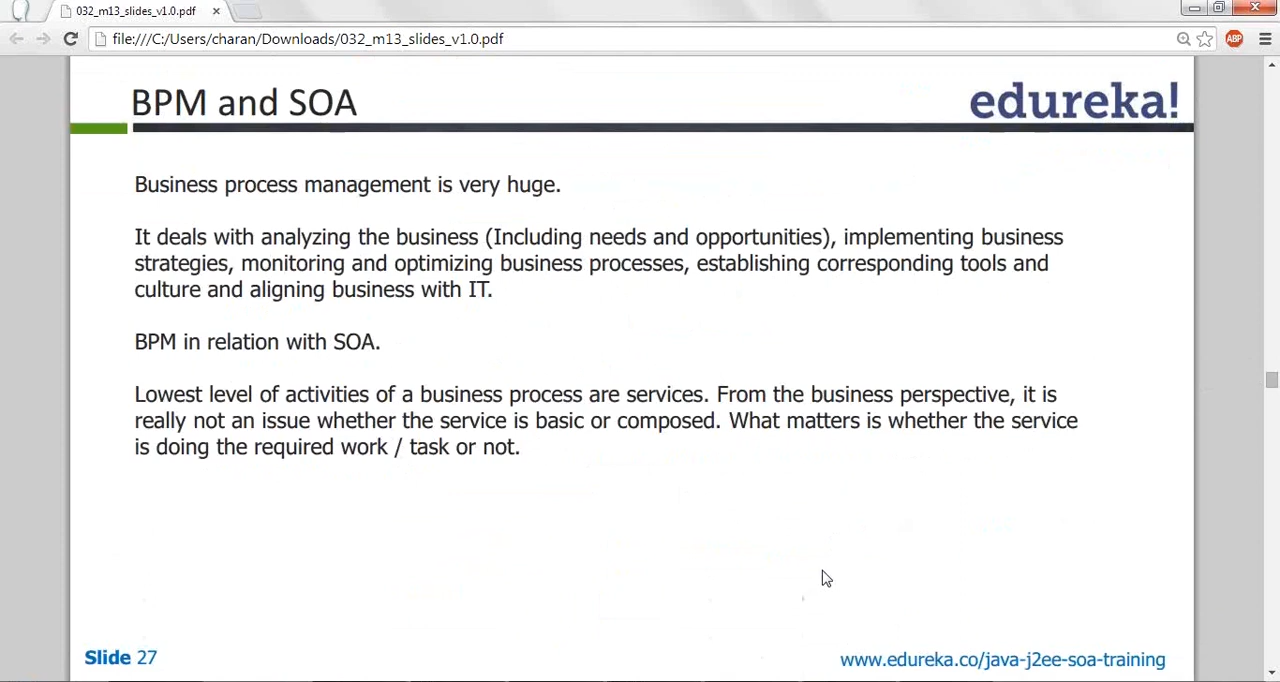 032_m13_slides_v1.0.pdf
file:///C:/Users/charan/Downloads/032_m13_slides_v1.0.pdf
ABP
BPM and SOA
edureka!
Business process management is very huge.
It deals with analyzing the business (Including needs and opportunities), implementing business
strategies, monitoring and optimizing business processes, establishing corresponding tools and
culture and aligning business with IT.
BPM in relation with SOA.
Lowest level of activities of a business process are services. From the business perspective, it is
really not an issue whether the service is basic or composed. What matters is whether the service
is doing the required work / task or not.
Slide 27
www.edureka.co/java-j2ee-soa-training